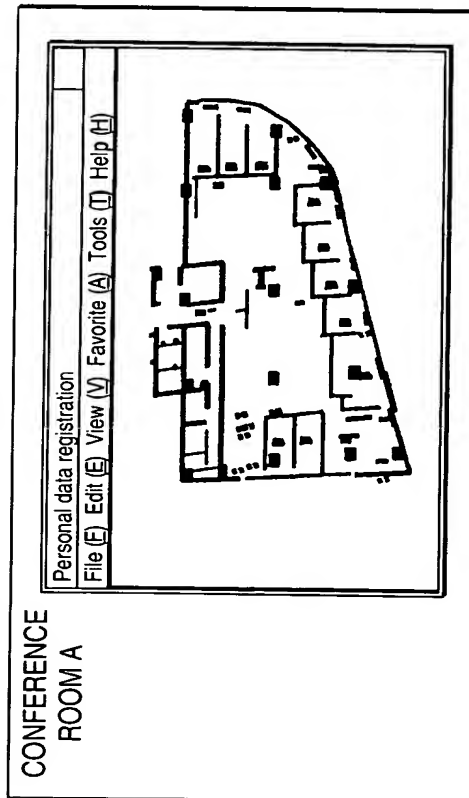 CONFERENCE
ROOM A
Personal data registration
File (F) Edit (E) View (V) Favorite (A) Tools (T) Help (H)